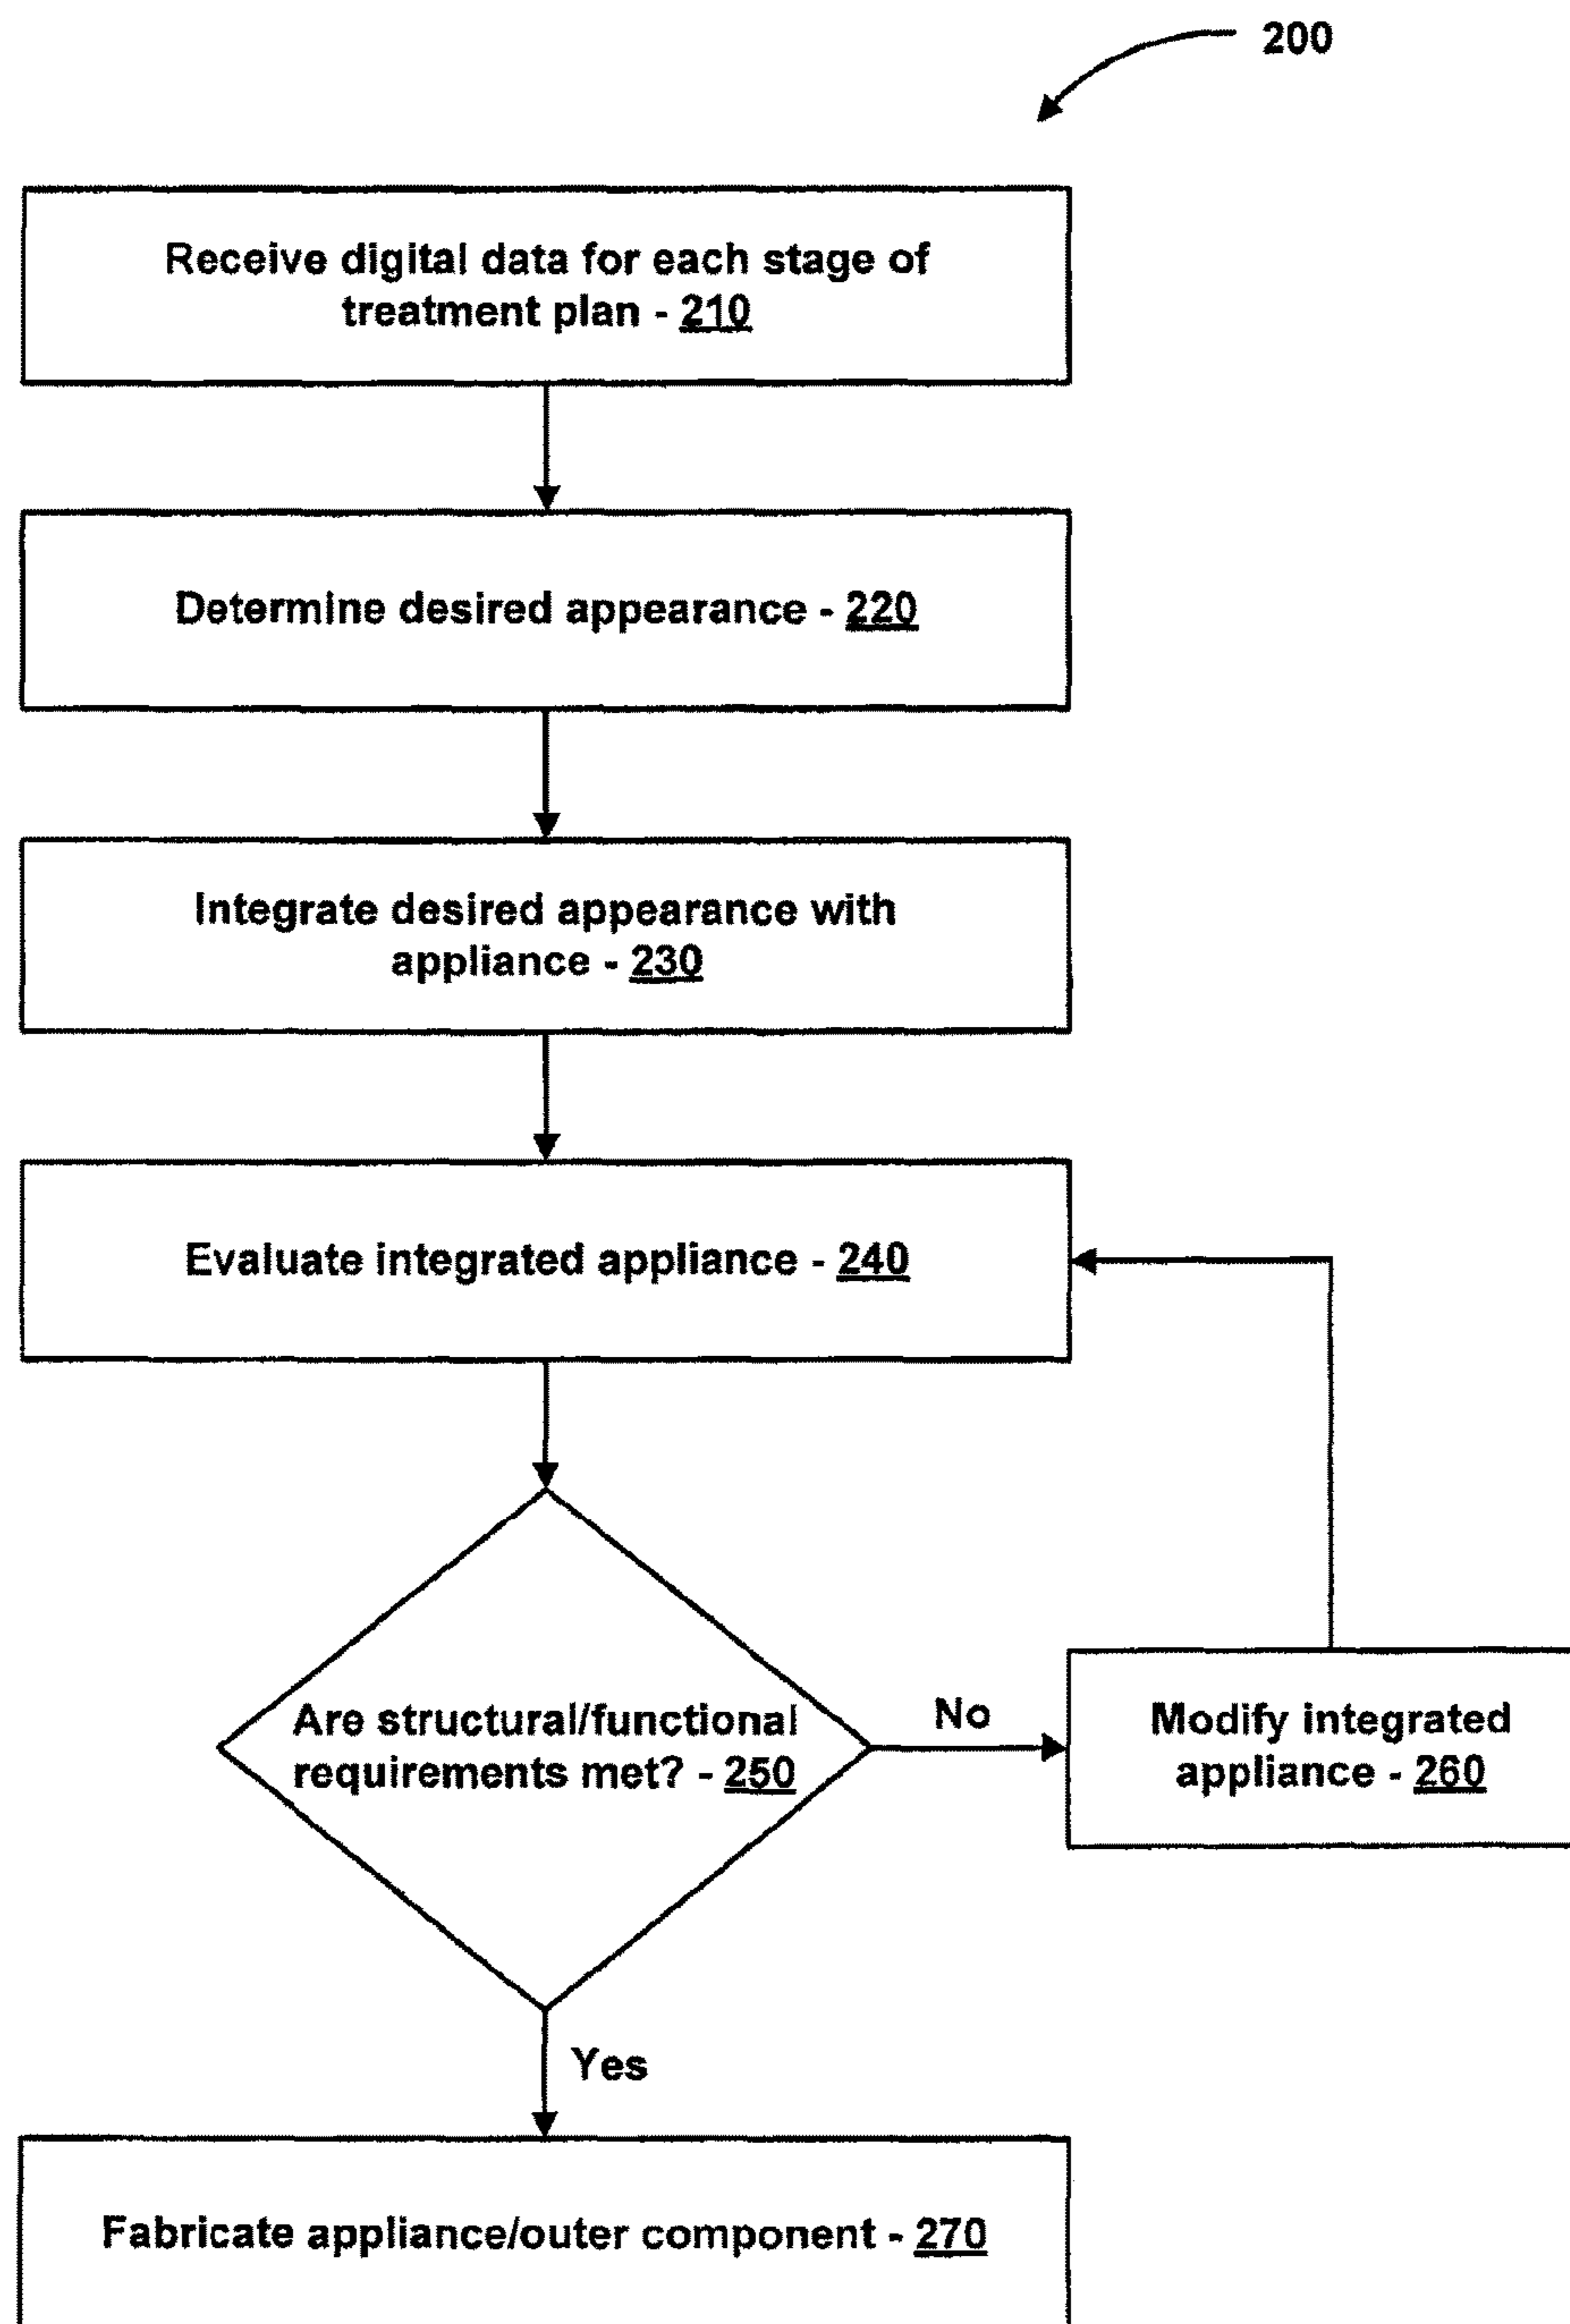 200
Receive digital data for each stage of
treatment plan - 210
Determine desired appearance - 220
Integrate desired appearance with
appliance - 230
Evaluate integrated appliance - 240
Are structural/functional
requirements met? - 250
No
Modify integrated
appliance - 260
Yes
Fabricate appliance/outer component - 270